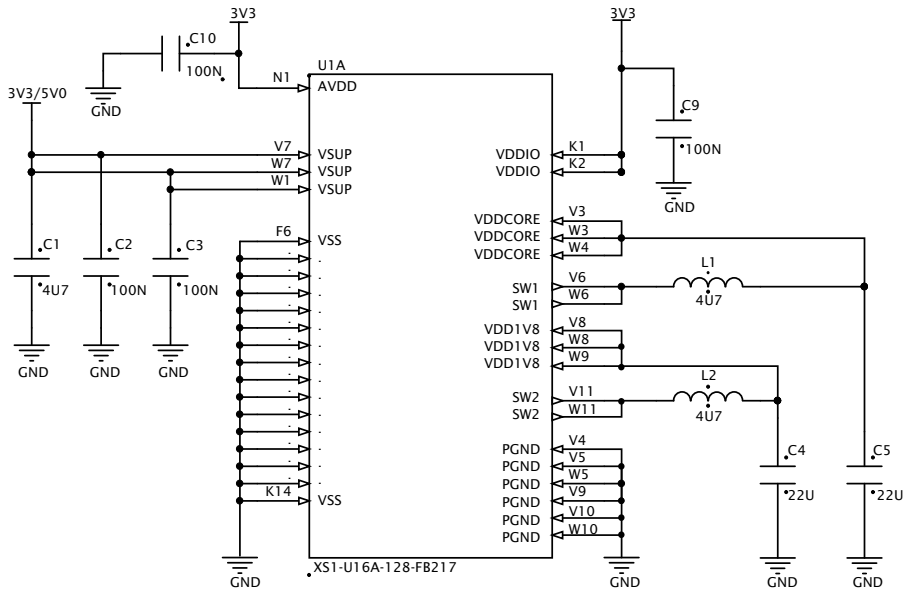 3V3
3V3
C10
100N
U1A
N1
AVDD
GND
3V3/5V0
C9
100N
GND
V7
VSUP
W7
VSUP
W1
VSUP
K1
VDDIO
K2
VDDIO
V3
VDDCORE
W3
VDDCORE
W4
VDDCORE
F6
VSS
C1
4U7
GND
C2
100N
GND
C3
100N
GND
V6
SW1
W6
SW1
L1
4U7
V8
VDD1V8
W8
VDD1V8
W9
VDD1V8
V11
SW2
W11
SW2
L2
4U7
V4
PGND
V5
PGND
W5
PGND
V9
PGND
V10
PGND
W10
PGND
C4
22U
C5
22U
K14
VSS
GND
XS1-U16A-128-FB217
GND
GND
GND